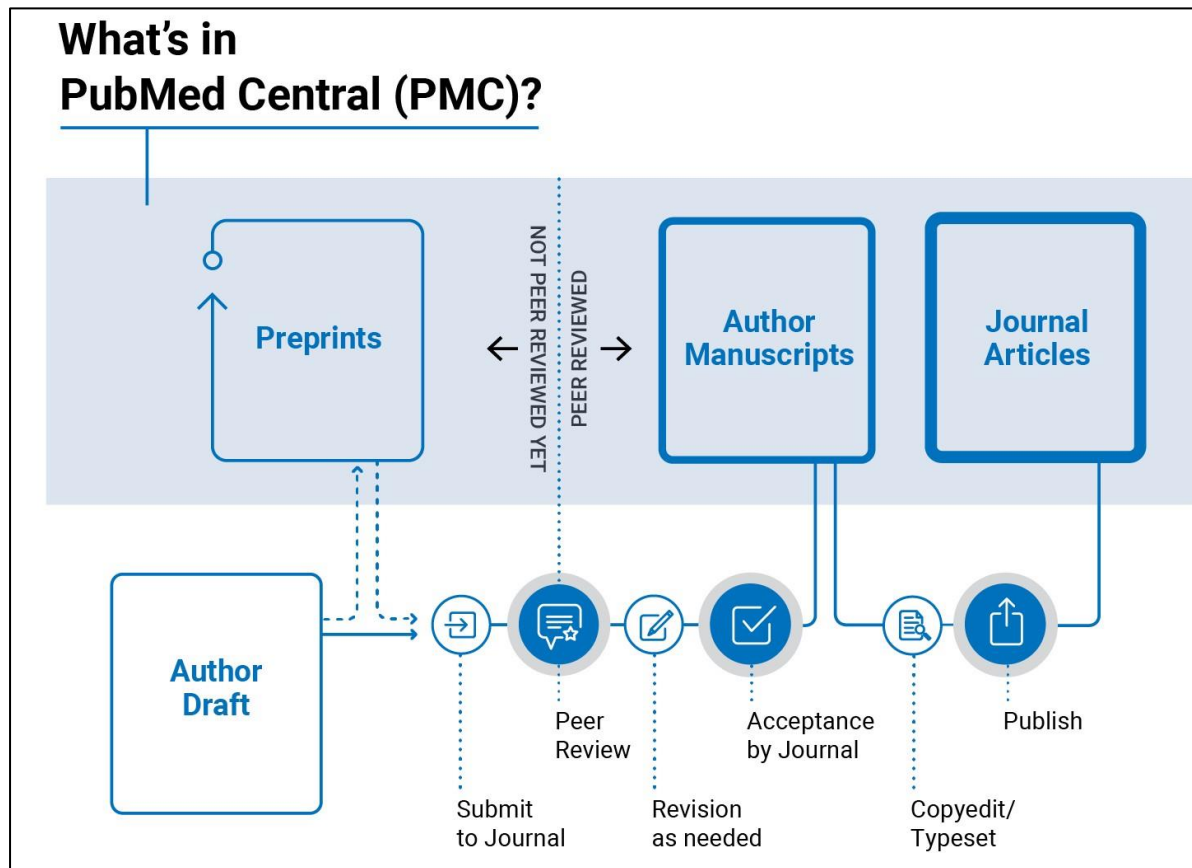 What's in
PubMed Central (PMC)?
Preprints
NOT PEER REVIEWED YET
PEER REVIEWED
Author
Manuscripts
Journal
Articles
Author
Draft
Submit
to Journal
Peer
Review
Revision
as needed
Acceptance
by Journal
Copyedit/
Typeset
Publish